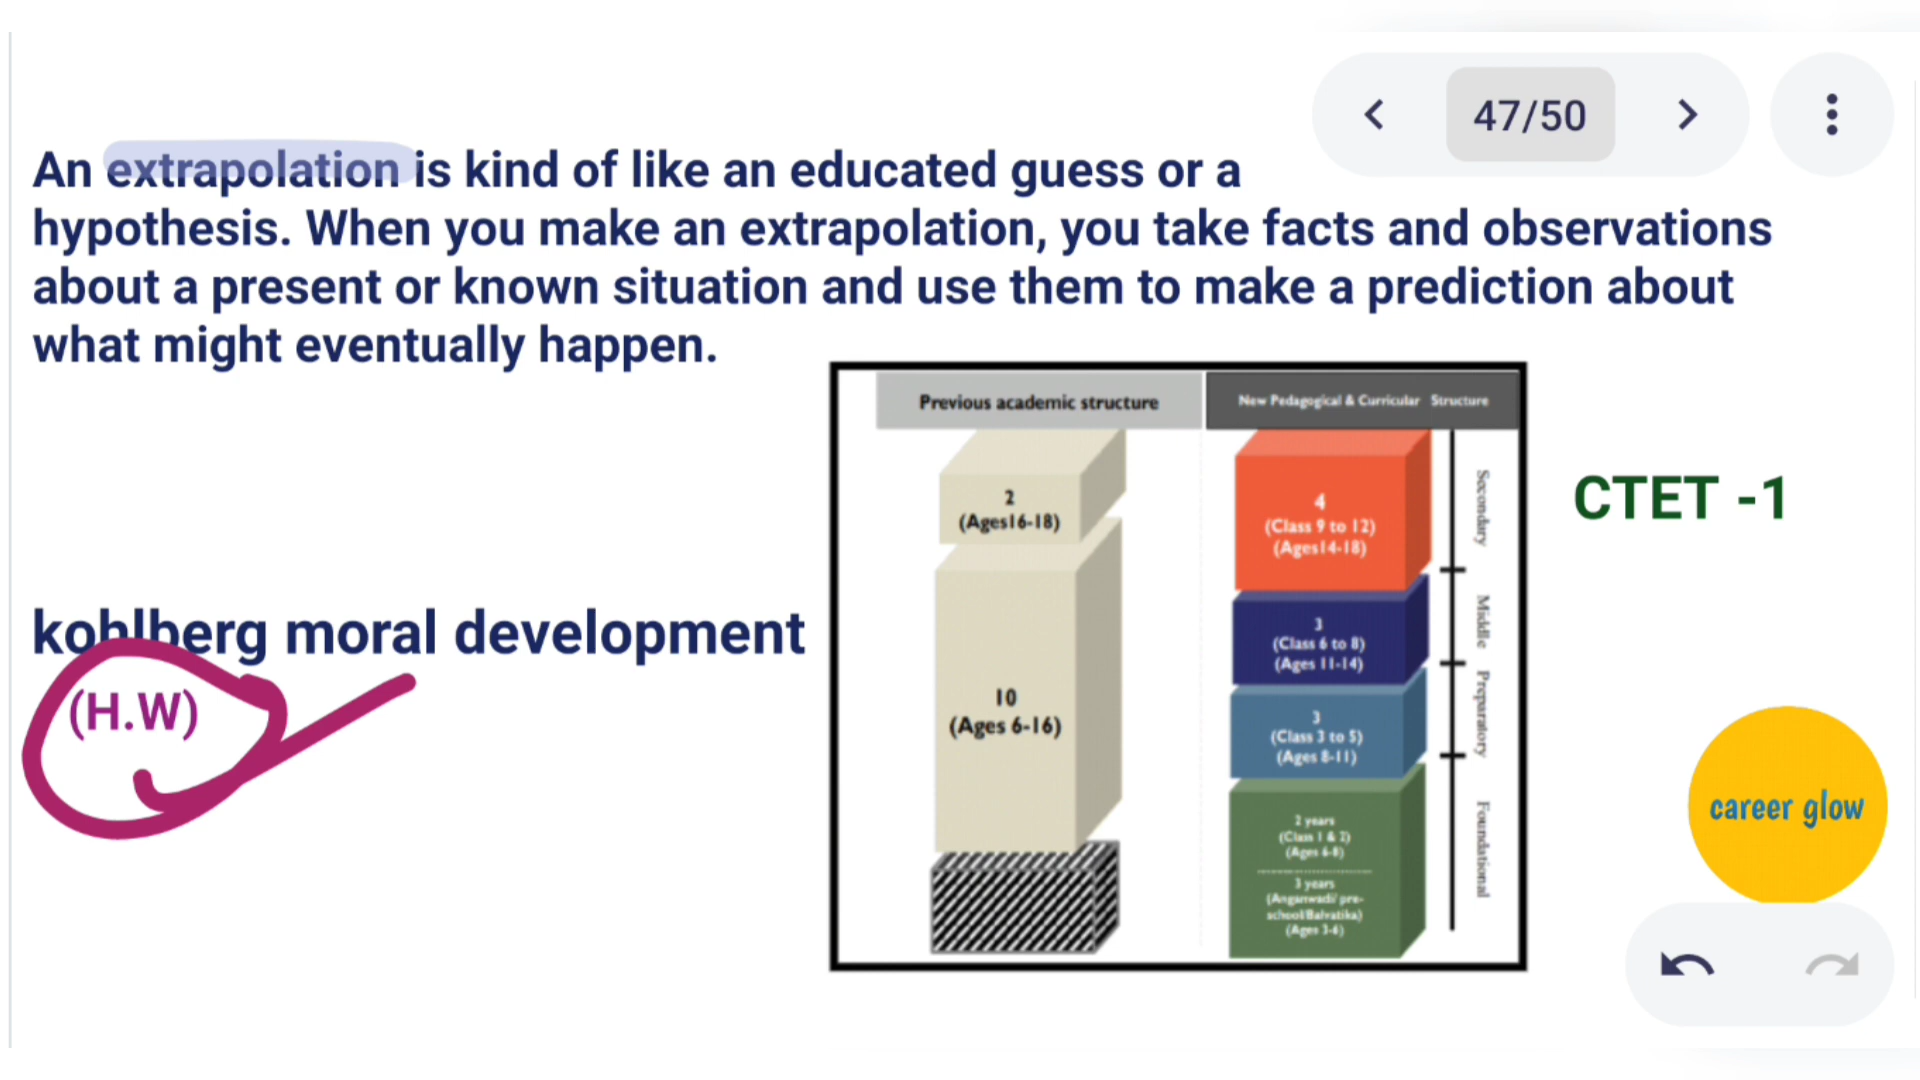 47/50
An extrapolation is kind of like an educated guess or a
hypothesis. When you make an extrapolation, you take facts and observations
about a present or known situation and use them to make a prediction about
what might eventually happen.
Previous academic structure
New Pedagogical & Curricular Structure
2
(Ages16-18)
10
(Ages 6-16)
4
(Class 9 to 12)
(Ages14-18)
3
(Class 6 to 8)
(Ages 11-14)
3
(Class 3 to 5)
(Ages 8-11)
2 years
(Class 1 & 2)
(Ages 6-8)
3 years
(Anganwadi/ pre-
school/Balvatika)
(Ages 3-6)
Secondary
Middle
Preparatory
Foundational
CTET -1
kohlberg moral development
(H.W)
career glow